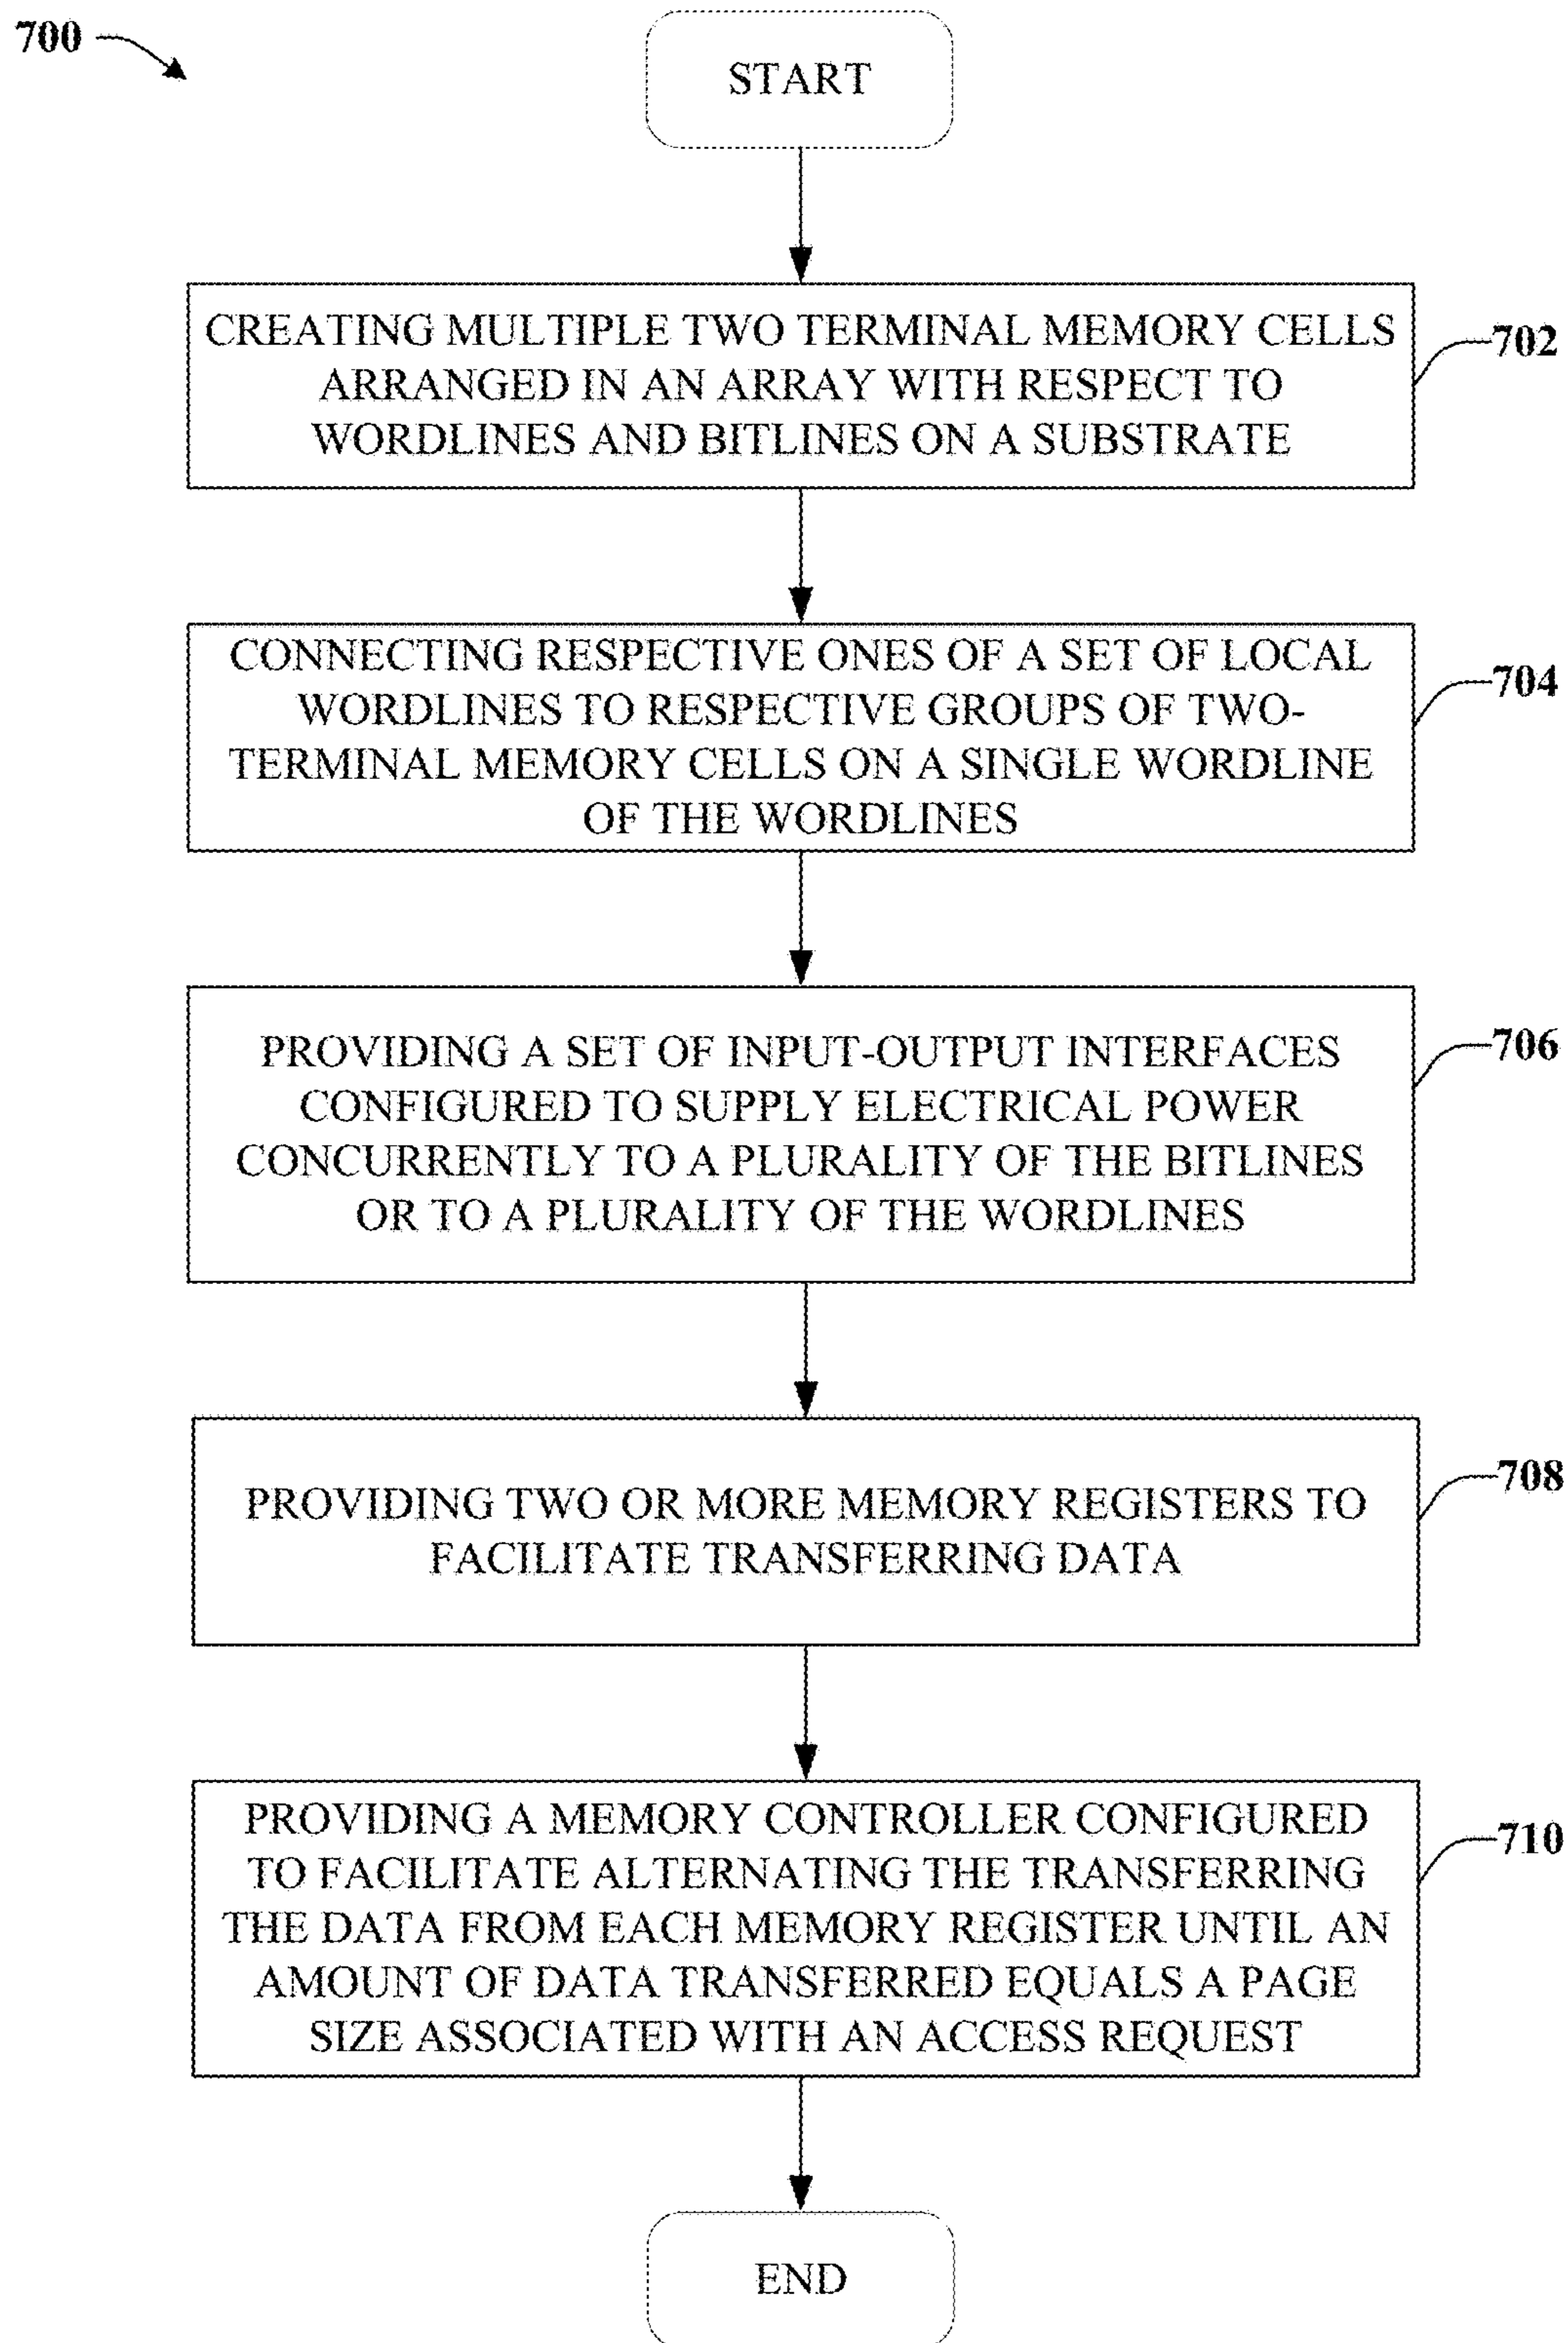 700
START
CREATING MULTIPLE TWO TERMINAL MEMORY CELLS
ARRANGED IN AN ARRAY WITH RESPECT TO
WORDLINES AND BITLINES ON A SUBSTRATE
702
CONNECTING RESPECTIVE ONES OF A SET OF LOCAL
WORDLINES TO RESPECTIVE GROUPS OF TWO-
TERMINAL MEMORY CELLS ON A SINGLE WORDLINE
OF THE WORDLINES
704
PROVIDING A SET OF INPUT-OUTPUT INTERFACES
CONFIGURED TO SUPPLY ELECTRICAL POWER
CONCURRENTLY TO A PLURALITY OF THE BITLINES
OR TO A PLURALITY OF THE WORDLINES
706
PROVIDING TWO OR MORE MEMORY REGISTERS TO
FACILITATE TRANSFERRING DATA
708
PROVIDING A MEMORY CONTROLLER CONFIGURED
TO FACILITATE ALTERNATING THE TRANSFERRING
THE DATA FROM EACH MEMORY REGISTER UNTIL AN
AMOUNT OF DATA TRANSFERRED EQUALS A PAGE
SIZE ASSOCIATED WITH AN ACCESS REQUEST
710
END